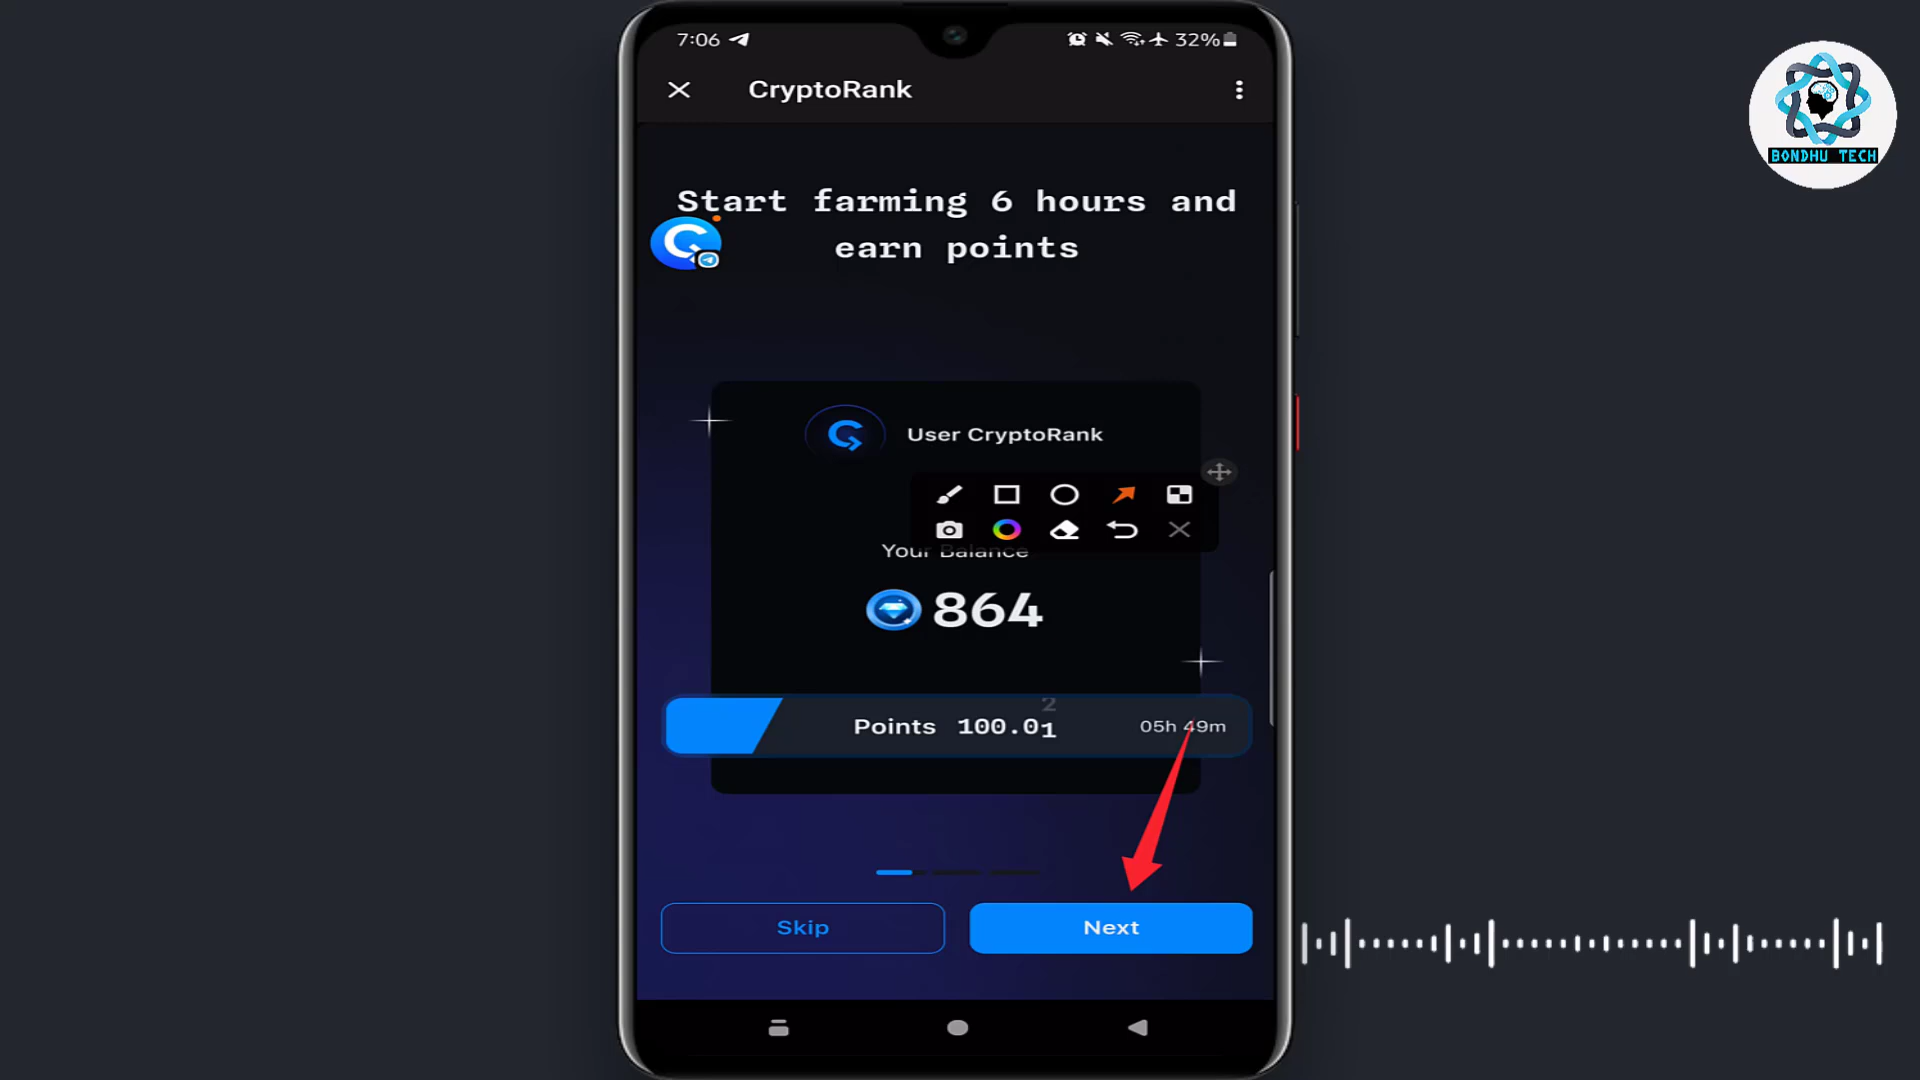 7:06
32%
CryptoRank
BONDHU TECH
Start farming 6 hours and
earn points
User CryptoRank
Your Balance
864
2
Points 100.01
05h 49m
Skip
Next